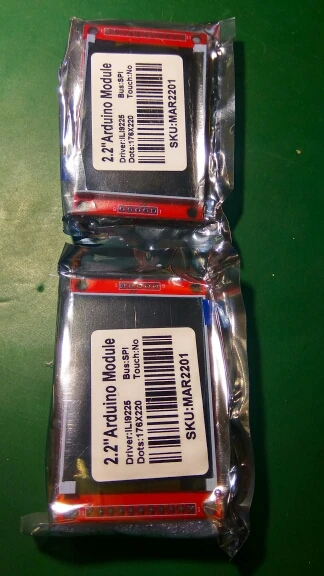 2.2"Arduino Module
Driver:ILI9225 Bus:SPI
Dots:176X220 Touch:No
SKU:MAR2201
2.2"Arduino Module
Driver:ILI9225 Bus:SPI
Dots:176X220 Touch:No
SKU:MAR2201